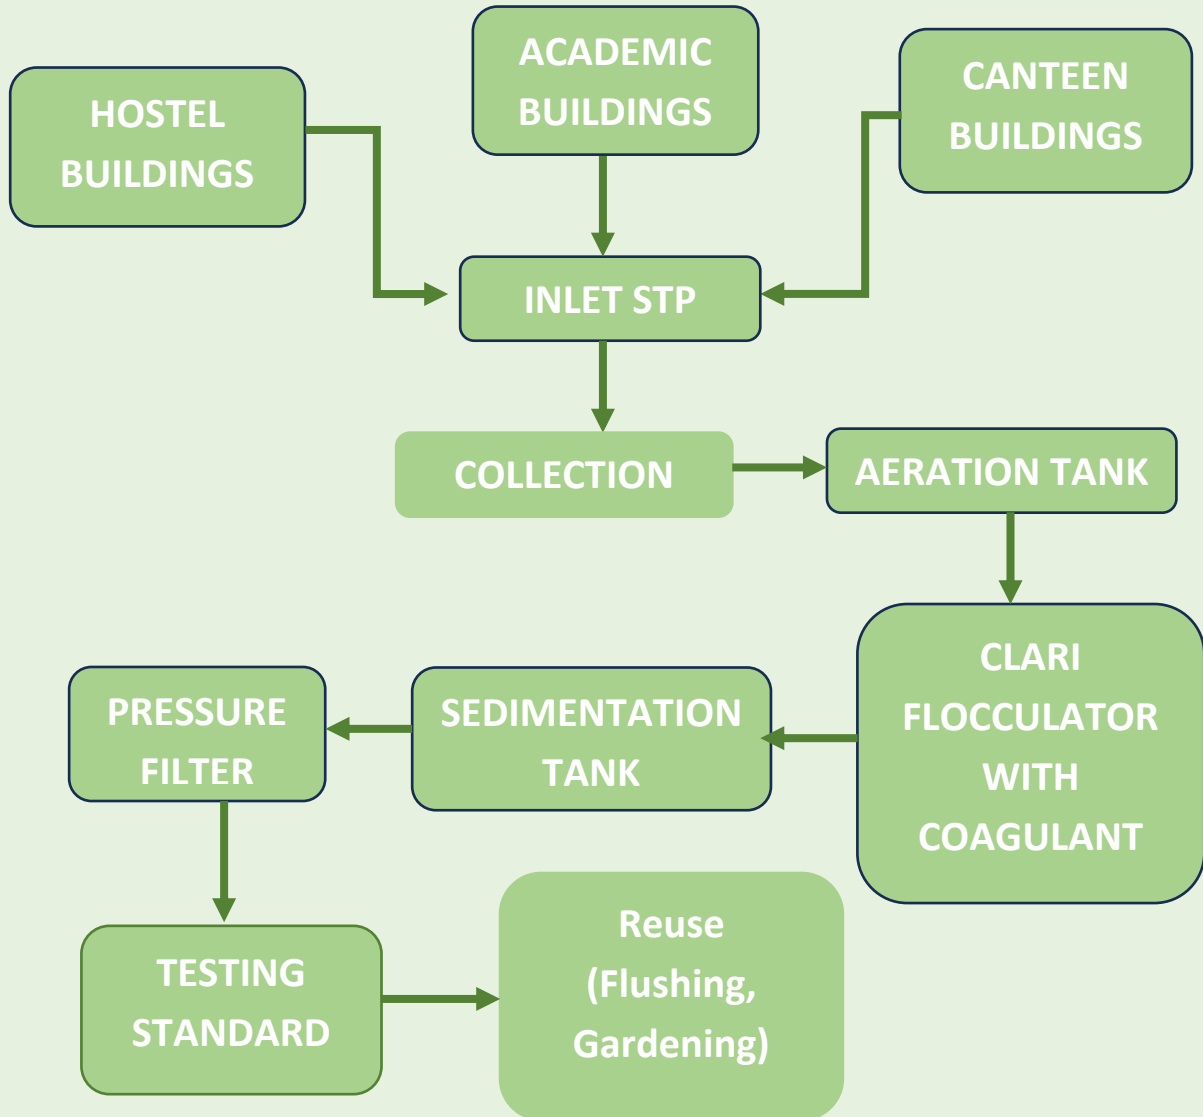 HOSTEL
BUILDINGS
ACADEMIC
BUILDINGS
CANTEEN
BUILDINGS
INLET STP
COLLECTION
AERATION TANK
CLARI
FLOCCULATOR
WITH
COAGULANT
SEDIMENTATION
TANK
PRESSURE
FILTER
TESTING
STANDARD
Reuse
(Flushing,
Gardening)